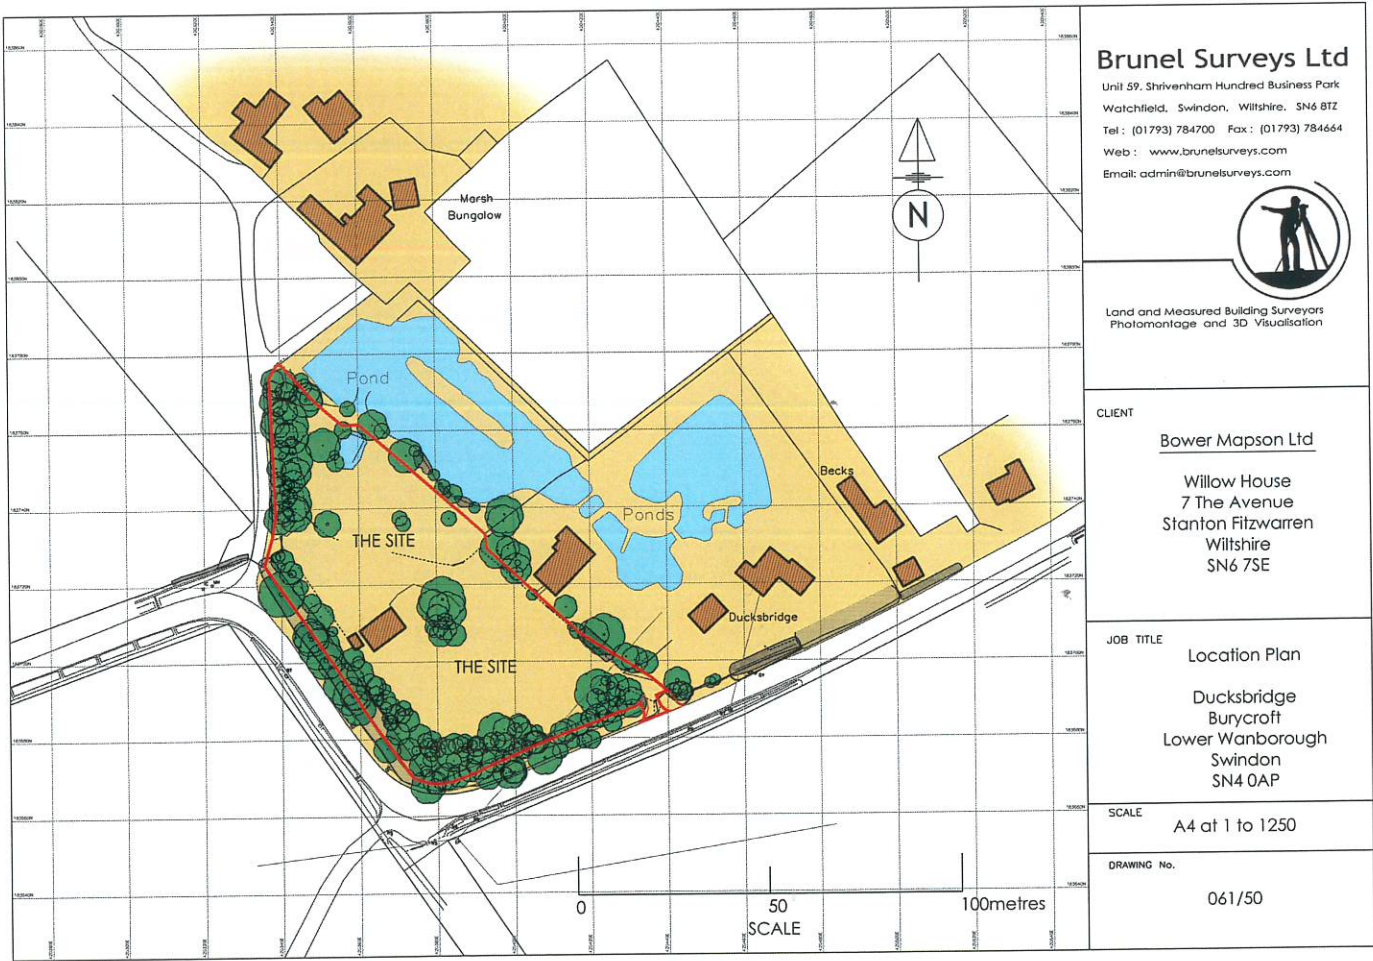 Marsh
Bungalow
N
Pond
Ponds
Becks
THE SITE
Ducksbridge
THE SITE
0 50 100metres
SCALE
Brunel Surveys Ltd
Unit 59. Shrivenham Hundred Business Park
Watchfield, Swindon, Wiltshire. SN6 8TZ
Tel : (01793) 784700 Fax : (01793) 784664
Web : www.brunelsurveys.com
Email: admin@brunelsurveys.com
Land and Measured Building Surveyors
Photomontage and 3D Visualisation
CLIENT
Bower Mapson Ltd
Willow House
7 The Avenue
Stanton Fitzwarren
Wiltshire
SN6 7SE
JOB TITLE
Location Plan
Ducksbridge
Burycroft
Lower Wanborough
Swindon
SN4 0AP
SCALE
A4 at 1 to 1250
DRAWING No.
061/50